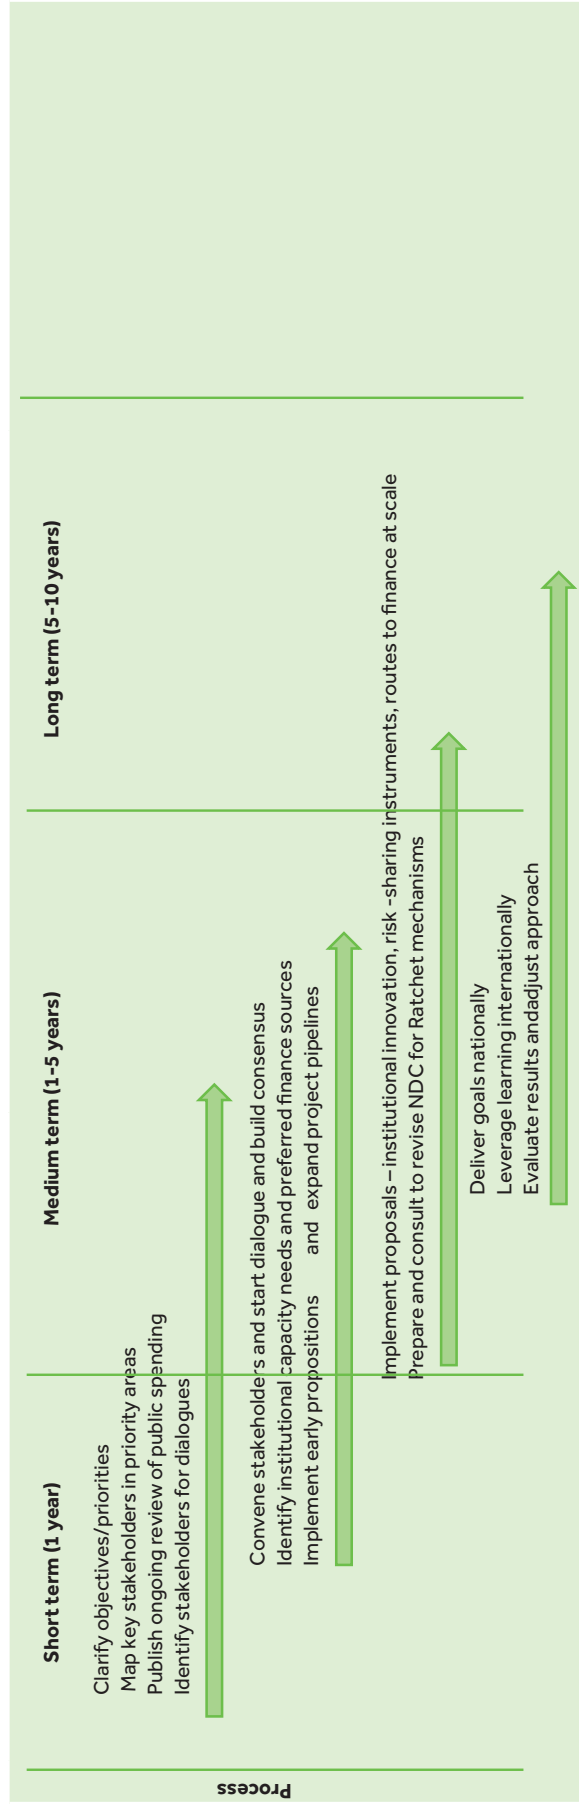 Process
Short term (1 year)
Medium term (1-5 years)
Long term (5-10 years)
Clarify objectives/priorities
Map key stakeholders in priority areas
Publish ongoing review of public spending
Identify stakeholders for dialogues
Convene stakeholders and start dialogue and build consensus
Identify institutional capacity needs and preferred finance sources
Implement early propositions and expand project pipelines
Implement proposals – institutional innovation, risk -sharing instruments, routes to finance at scale
Prepare and consult to revise NDC for Ratchet mechanisms
Deliver goals nationally
Leverage learning internationally
Evaluate results andadjust approach